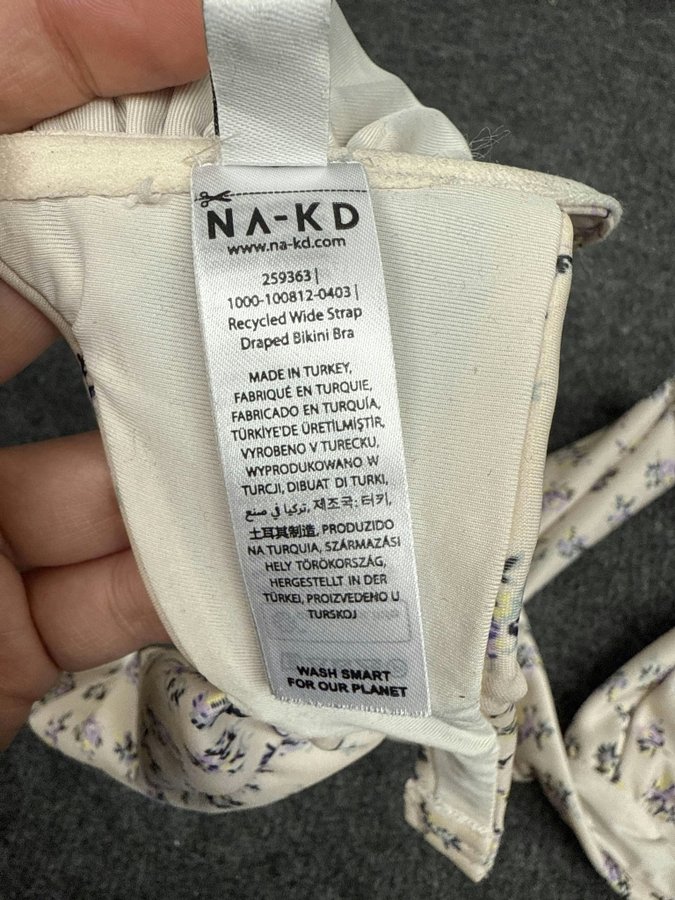 NA-KD
www.na-kd.com
259363 |
1000-100812-0403 |
Recycled Wide Strap
Draped Bikini Bra
MADE IN TURKEY,
FABRIQUÉ EN TURQUIE,
FABRICADO EN TURQUÍA,
TÜRKİYE'DE ÜRETİLMİŞTİR,
VYROBENO V TURECKU,
WYPRODUKOWANO W
TURCJI, DIBUAT DI TURKI,
تركيا في صنع, 제조국: 터키,
土耳其制造, PRODUZIDO
NA TURQUIA, SZÁRMAZÁSI
HELY TÖRÖKORSZÁG,
HERGESTELLT IN DER
TÜRKEI, PROIZVEDENO U
TURSKOJ
WASH SMART
FOR OUR PLANET